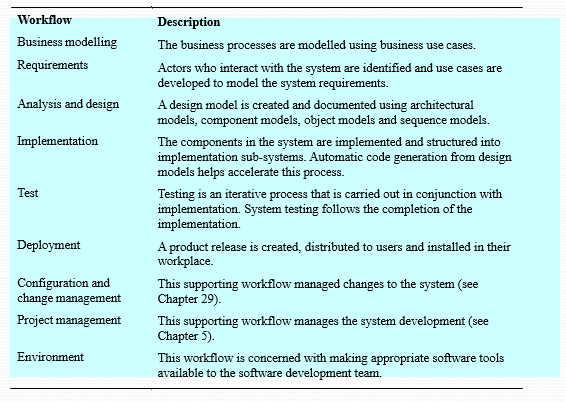 Workflow Description
Business modelling The business processes are modelled using business use cases.
Requirements Actors who interact with the system are identified and use cases are
developed to model the system requirements.
Analysis and design A design model is created and documented using architectural
models, component models, object models and sequence models.
Implementation The components in the system are implemented and structured into
implementation sub-systems. Automatic code generation from design
models helps accelerate this process.
Test Testing is an iterative process that is carried out in conjunction with
implementation. System testing follows the completion of the
implementation.
Deployment A product release is created, distributed to users and installed in their
workplace.
Configuration and This supporting workflow managed changes to the system (see
change management Chapter 29).
Project management This supporting workflow manages the system development (see
Chapter 5).
Environment This workflow is concerned with making appropriate software tools
available to the software development team.